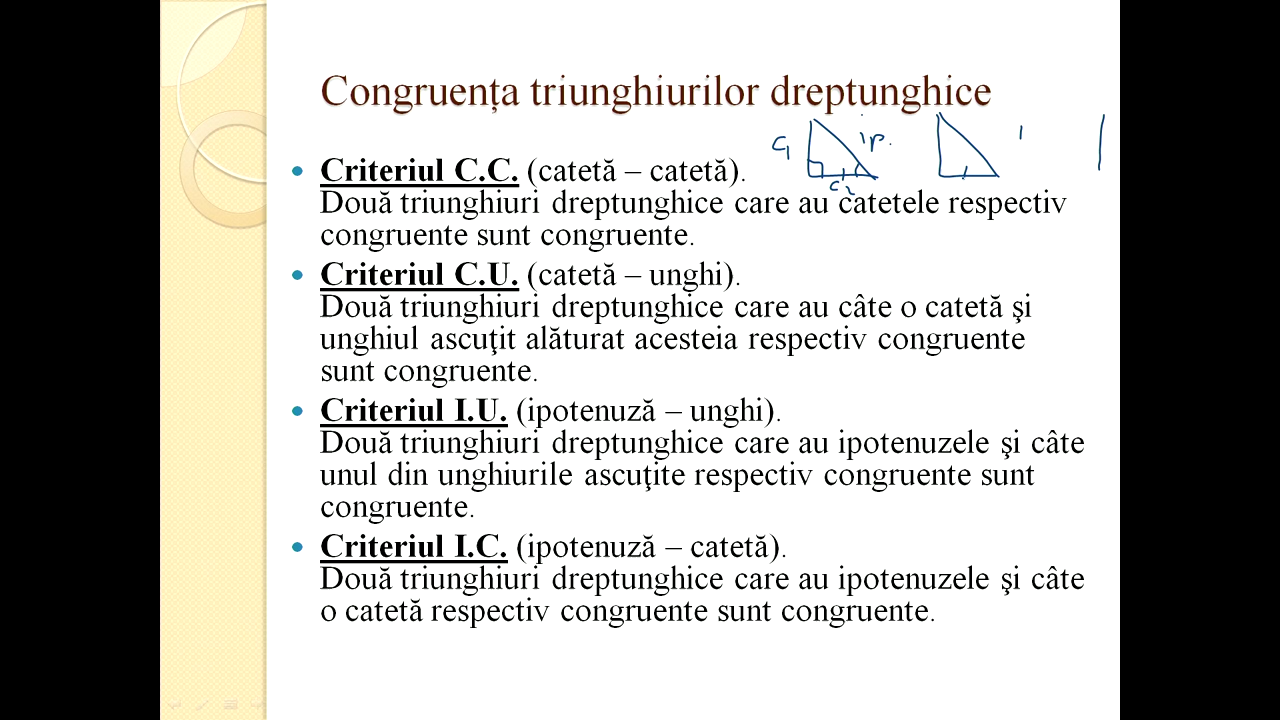 Congruența triunghiurilor dreptunghice
C1
ip.
C2
Criteriul C.C. (catetă – catetă).
Două triunghiuri dreptunghice care au catetele respectiv
congruente sunt congruente.
Criteriul C.U. (catetă – unghi).
Două triunghiuri dreptunghice care au câte o catetă şi
unghiul ascuţit alăturat acesteia respectiv congruente
sunt congruente.
Criteriul I.U. (ipotenuză – unghi).
Două triunghiuri dreptunghice care au ipotenuzele şi câte
unul din unghiurile ascuţite respectiv congruente sunt
congruente.
Criteriul I.C. (ipotenuză – catetă).
Două triunghiuri dreptunghice care au ipotenuzele şi câte
o catetă respectiv congruente sunt congruente.